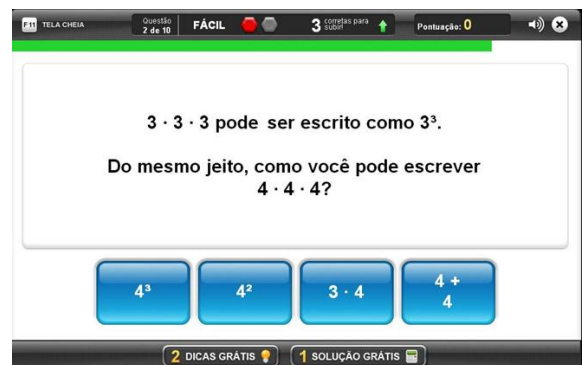 F11 TELA CHEIA
Questão
2 de 10
FÁCIL
3 corretas para
subir!
Pontuação: 0
3 · 3 · 3 pode ser escrito como 3³.
Do mesmo jeito, como você pode escrever
4 · 4 · 4?
4³
4²
3 · 4
4 +
4
2 DICAS GRÁTIS
1 SOLUÇÃO GRÁTIS